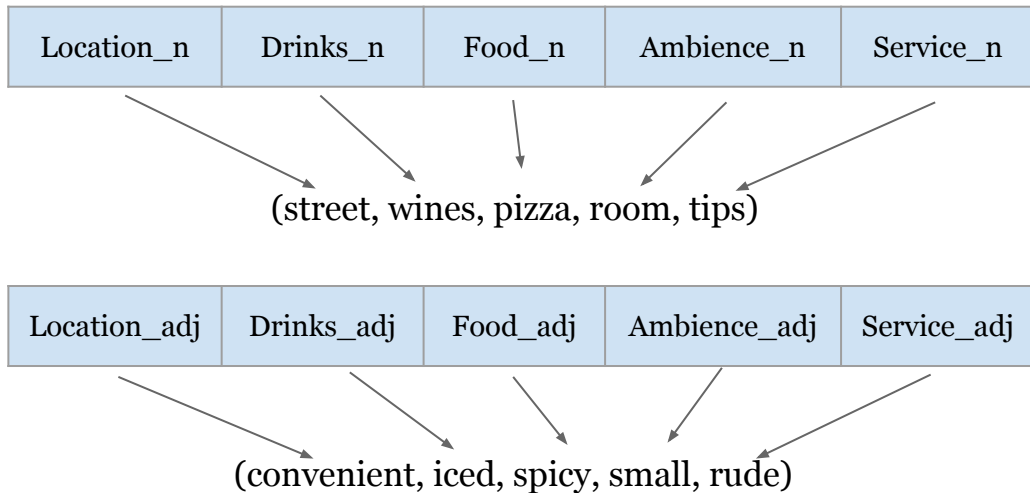 Location_n Drinks_n Food_n Ambience_n Service_n
(street, wines, pizza, room, tips)
Location_adj Drinks_adj Food_adj Ambience_adj Service_adj
(convenient, iced, spicy, small, rude)